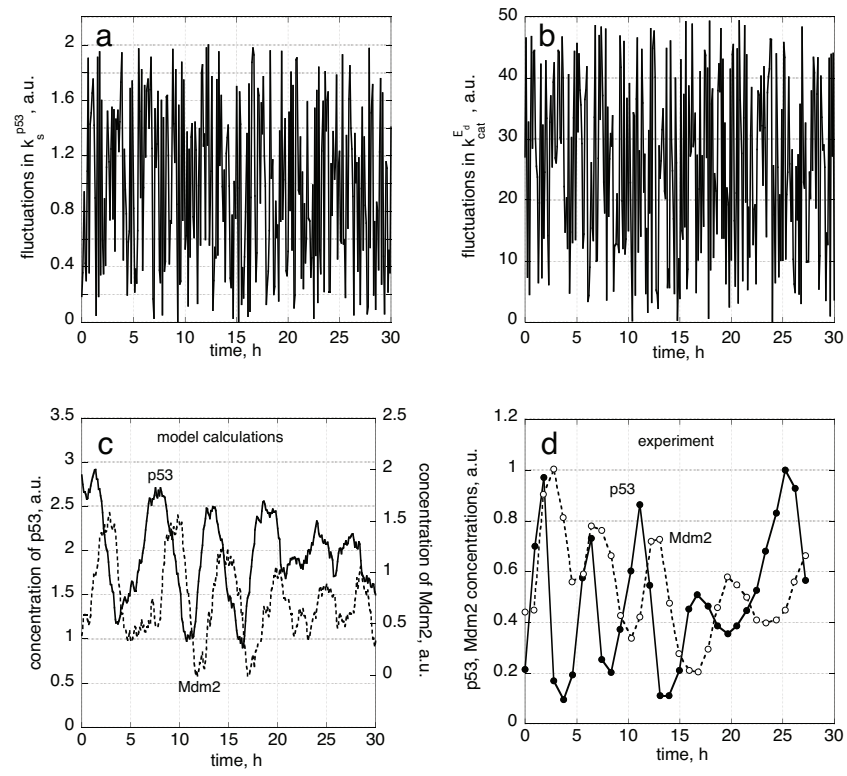 a
fluctuations in k_s^p53, a.u.
2
1.6
1.2
0.8
0.4
0
0 5 10 15 20 25 30
time, h
b
fluctuations in k_cat^E_d , a.u.
50
40
30
20
10
0
0 5 10 15 20 25 30
time, h
c
model calculations
p53
Mdm2
concentration of p53, a.u.
3.5
3
2.5
2
1.5
1
0.5
0
concentration of Mdm2, a.u.
2.5
2
1.5
1
0.5
0
0 5 10 15 20 25 30
time, h
d
experiment
p53
Mdm2
p53, Mdm2 concentrations, a.u.
1.2
1
0.8
0.6
0.4
0.2
0
0 5 10 15 20 25 30
time, h